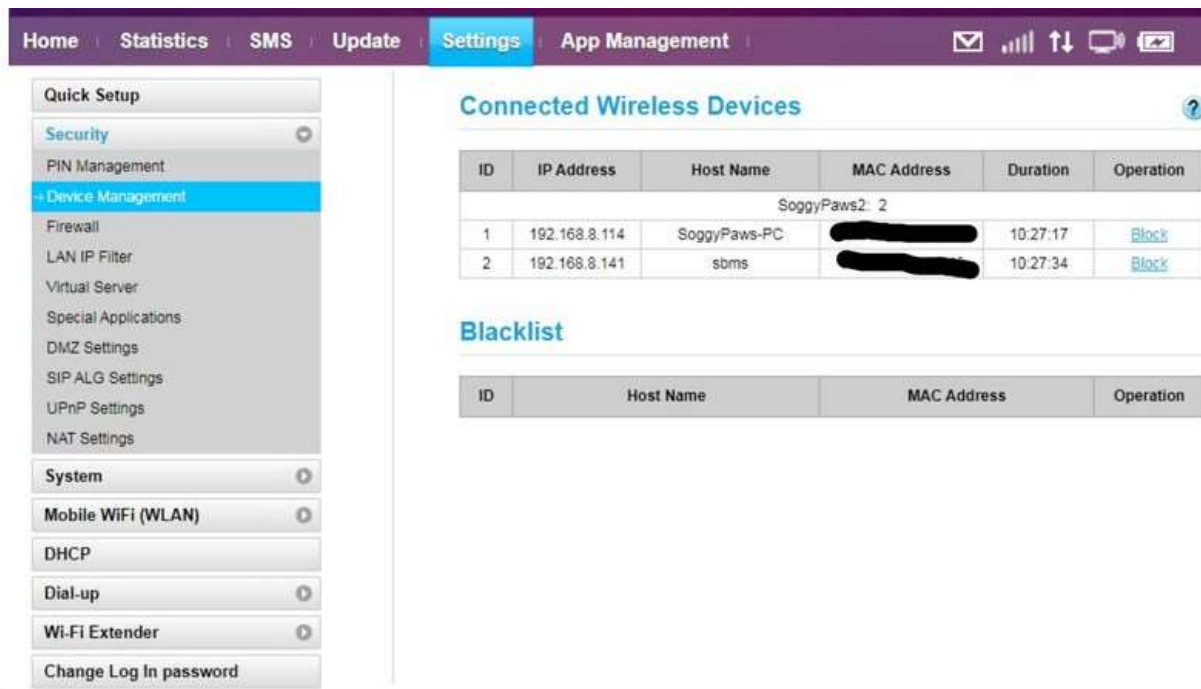 Home Statistics SMS Update Settings App Management
Quick Setup
Security
PIN Management
Device Management
Firewall
LAN IP Filter
Virtual Server
Special Applications
DMZ Settings
SIP ALG Settings
UPnP Settings
NAT Settings
System
Mobile WiFi (WLAN)
DHCP
Dial-up
Wi-Fi Extender
Change Log In password
Connected Wireless Devices ?
ID IP Address Host Name MAC Address Duration Operation
SoggyPaws2: 2
1 192.168.8.114 SoggyPaws-PC 10:27:17 Block
2 192.168.8.141 sbms 10:27:34 Block
Blacklist
ID Host Name MAC Address Operation